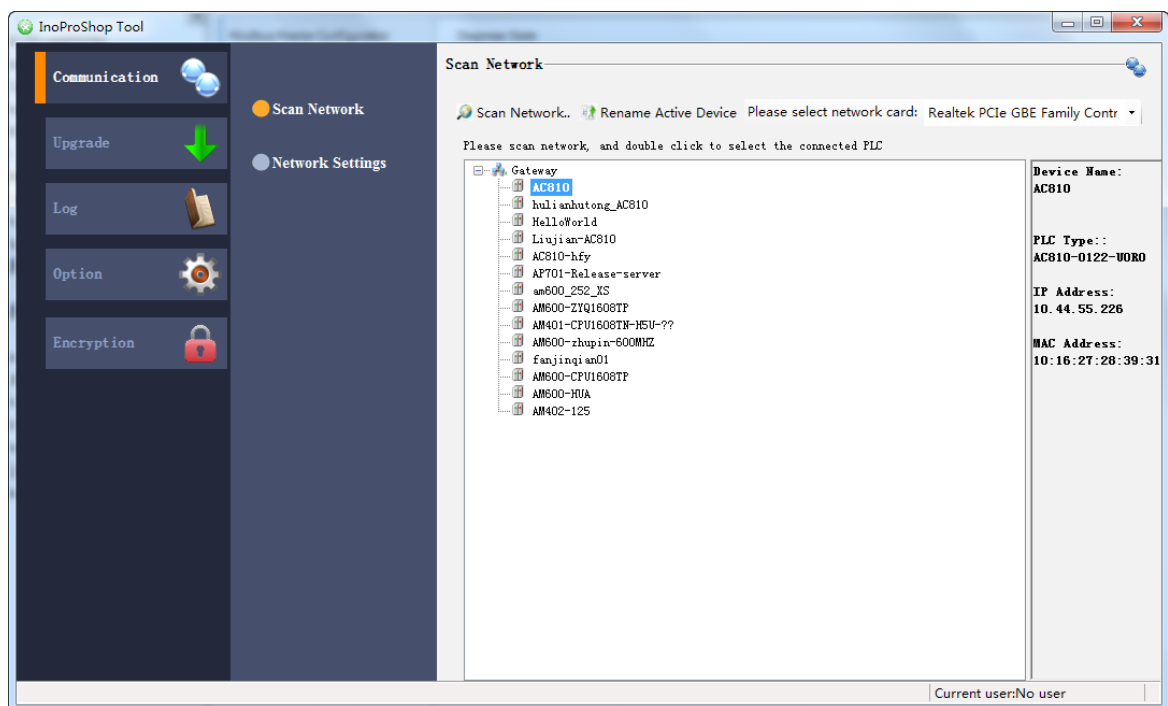 InoProShop Tool
Communication
Upgrade
Log
Option
Encryption
Scan Network
Network Settings
Scan Network
Scan Network.. Rename Active Device Please select network card: Realtek PCIe GBE Family Contr
Please scan network, and double click to select the connected PLC
Gateway
AC810
hulianhutong_AC810
HelloWorld
Liujian-AC810
AC810-hfy
AP701-Release-server
am600_252_XS
AM600-ZYQ1608TP
AM401-CPU1608TN-H5U-??
AM600-zhupin-600MHZ
fanjinqian01
AM600-CPU1608TP
AM600-HUA
AM402-125
Device Name:
AC810
PLC Type::
AC810-0122-U0R0
IP Address:
10.44.55.226
MAC Address:
10:16:27:28:39:31
Current user:No user